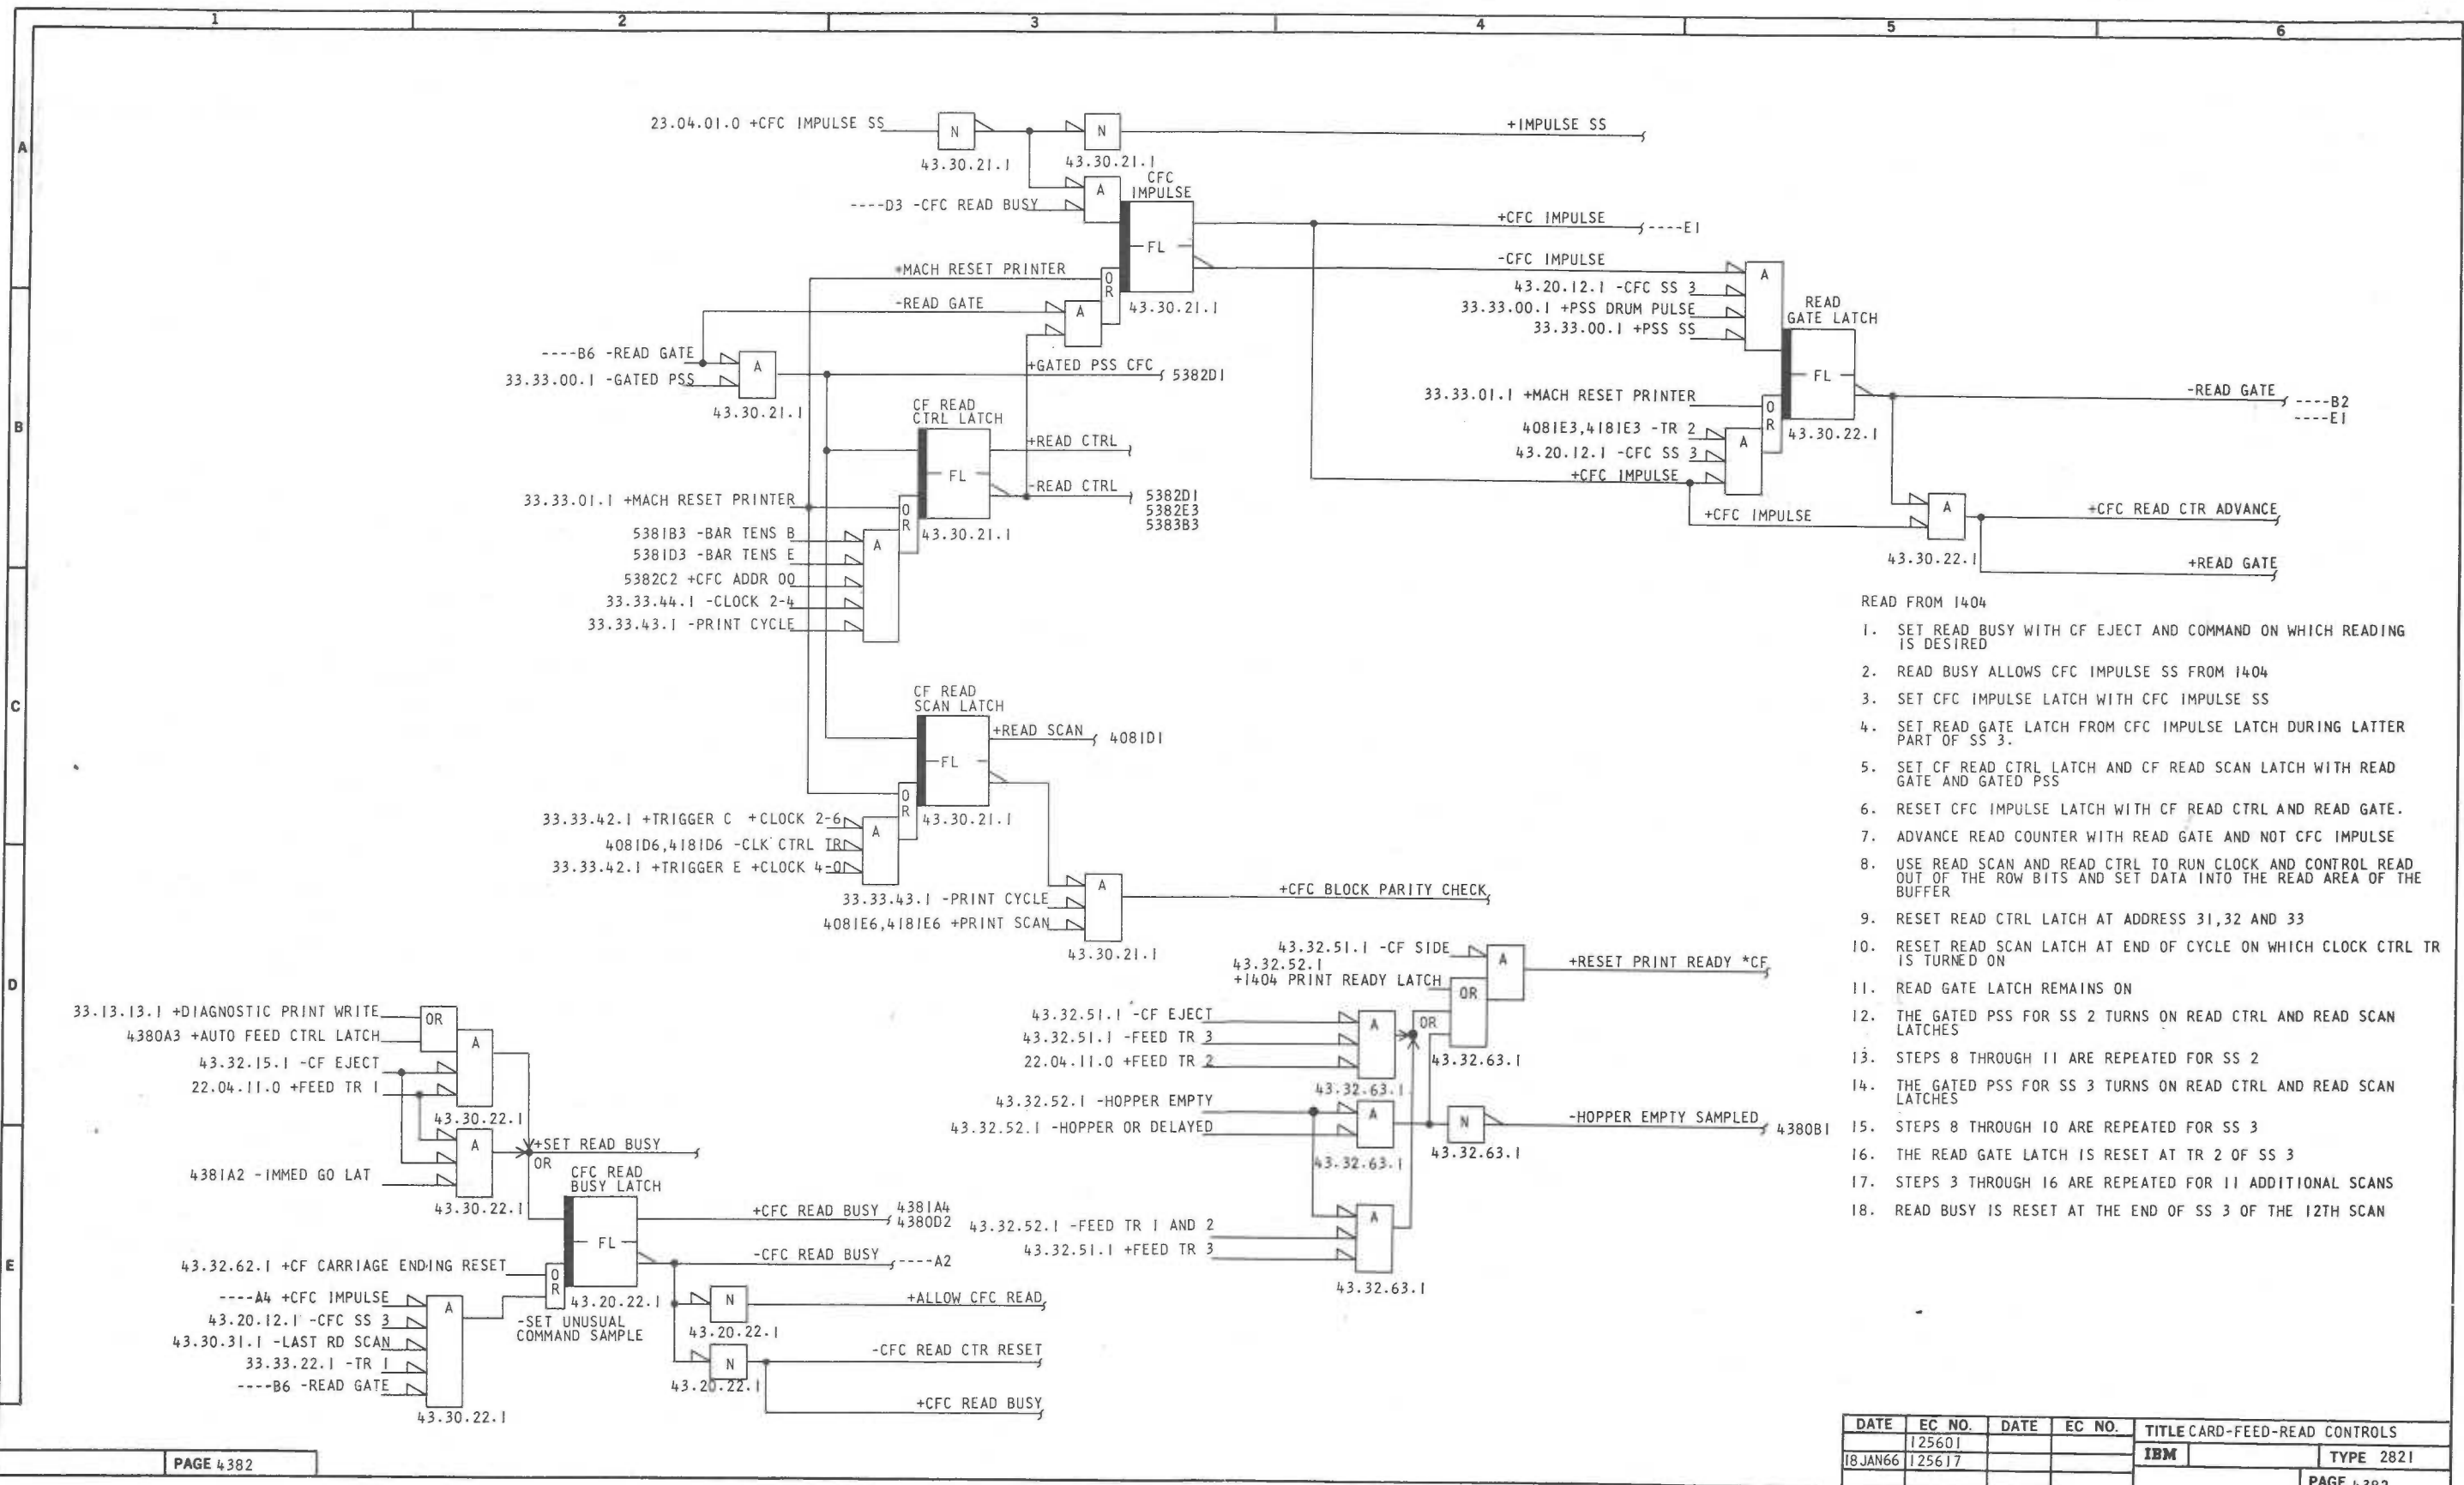 1 2 3 4 5 6
A
B
C
D
E
23.04.01.0 +CFC IMPULSE SS
N
43.30.21.1
N
43.30.21.1
+IMPULSE SS
----D3 -CFC READ BUSY
A
CFC
IMPULSE
FL
43.30.21.1
+CFC IMPULSE
----E1
-CFC IMPULSE
+MACH RESET PRINTER
OR
-READ GATE
A
43.20.12.1 -CFC SS 3
33.33.00.1 +PSS DRUM PULSE
33.33.00.1 +PSS SS
A
READ
GATE LATCH
FL
43.30.22.1
33.33.01.1 +MACH RESET PRINTER
OR
4081E3,4181E3 -TR 2
43.20.12.1 -CFC SS 3
+CFC IMPULSE
A
-READ GATE
----B2
----E1
+CFC IMPULSE
A
43.30.22.1
+CFC READ CTR ADVANCE
+READ GATE
----B6 -READ GATE
33.33.00.1 -GATED PSS
A
43.30.21.1
+GATED PSS CFC
5382D1
CF READ
CTRL LATCH
FL
43.30.21.1
+READ CTRL
-READ CTRL
5382D1
5382E3
5383B3
33.33.01.1 +MACH RESET PRINTER
OR
5381B3 -BAR TENS B
5381D3 -BAR TENS E
5382C2 +CFC ADDR 00
33.33.44.1 -CLOCK 2-4
33.33.43.1 -PRINT CYCLE
A
CF READ
SCAN LATCH
FL
43.30.21.1
+READ SCAN
4081D1
OR
33.33.42.1 +TRIGGER C +CLOCK 2-6
4081D6,4181D6 -CLK CTRL TR
33.33.42.1 +TRIGGER E +CLOCK 4-0
A
33.33.43.1 -PRINT CYCLE
4081E6,4181E6 +PRINT SCAN
A
43.30.21.1
+CFC BLOCK PARITY CHECK
READ FROM 1404
1. SET READ BUSY WITH CF EJECT AND COMMAND ON WHICH READING
IS DESIRED
2. READ BUSY ALLOWS CFC IMPULSE SS FROM 1404
3. SET CFC IMPULSE LATCH WITH CFC IMPULSE SS
4. SET READ GATE LATCH FROM CFC IMPULSE LATCH DURING LATTER
PART OF SS 3.
5. SET CF READ CTRL LATCH AND CF READ SCAN LATCH WITH READ
GATE AND GATED PSS
6. RESET CFC IMPULSE LATCH WITH CF READ CTRL AND READ GATE.
7. ADVANCE READ COUNTER WITH READ GATE AND NOT CFC IMPULSE
8. USE READ SCAN AND READ CTRL TO RUN CLOCK AND CONTROL READ
OUT OF THE ROW BITS AND SET DATA INTO THE READ AREA OF THE
BUFFER
9. RESET READ CTRL LATCH AT ADDRESS 31,32 AND 33
10. RESET READ SCAN LATCH AT END OF CYCLE ON WHICH CLOCK CTRL TR
IS TURNED ON
11. READ GATE LATCH REMAINS ON
12. THE GATED PSS FOR SS 2 TURNS ON READ CTRL AND READ SCAN
LATCHES
13. STEPS 8 THROUGH 11 ARE REPEATED FOR SS 2
14. THE GATED PSS FOR SS 3 TURNS ON READ CTRL AND READ SCAN
LATCHES
15. STEPS 8 THROUGH 10 ARE REPEATED FOR SS 3
16. THE READ GATE LATCH IS RESET AT TR 2 OF SS 3
17. STEPS 3 THROUGH 16 ARE REPEATED FOR 11 ADDITIONAL SCANS
18. READ BUSY IS RESET AT THE END OF SS 3 OF THE 12TH SCAN
43.32.51.1 -CF SIDE
43.32.52.1
+1404 PRINT READY LATCH
A
OR
+RESET PRINT READY *CF
43.32.51.1 -CF EJECT
43.32.51.1 -FEED TR 3
22.04.11.0 +FEED TR 2
A
43.32.63.1
OR
43.32.63.1
43.32.52.1 -HOPPER EMPTY
43.32.52.1 -HOPPER OR DELAYED
A
43.32.63.1
N
43.32.63.1
-HOPPER EMPTY SAMPLED
4380B1
43.32.52.1 -FEED TR 1 AND 2
43.32.51.1 +FEED TR 3
A
43.32.63.1
33.13.13.1 +DIAGNOSTIC PRINT WRITE
4380A3 +AUTO FEED CTRL LATCH
OR
43.32.15.1 -CF EJECT
22.04.11.0 +FEED TR 1
A
43.30.22.1
4381A2 -IMMED GO LAT
A
43.30.22.1
+SET READ BUSY
OR
CFC READ
BUSY LATCH
FL
43.20.22.1
+CFC READ BUSY
4381A4
4380D2
-CFC READ BUSY
----A2
43.32.62.1 +CF CARRIAGE ENDING RESET
OR
----A4 +CFC IMPULSE
43.20.12.1 -CFC SS 3
43.30.31.1 -LAST RD SCAN
33.33.22.1 -TR 1
----B6 -READ GATE
A
43.30.22.1
-SET UNUSUAL
COMMAND SAMPLE
N
43.20.22.1
+ALLOW CFC READ
N
43.20.22.1
-CFC READ CTR RESET
+CFC READ BUSY
PAGE 4382
DATE EC NO. DATE EC NO. TITLE CARD-FEED-READ CONTROLS
125601
18JAN66 125617
IBM TYPE 2821
PAGE 4382